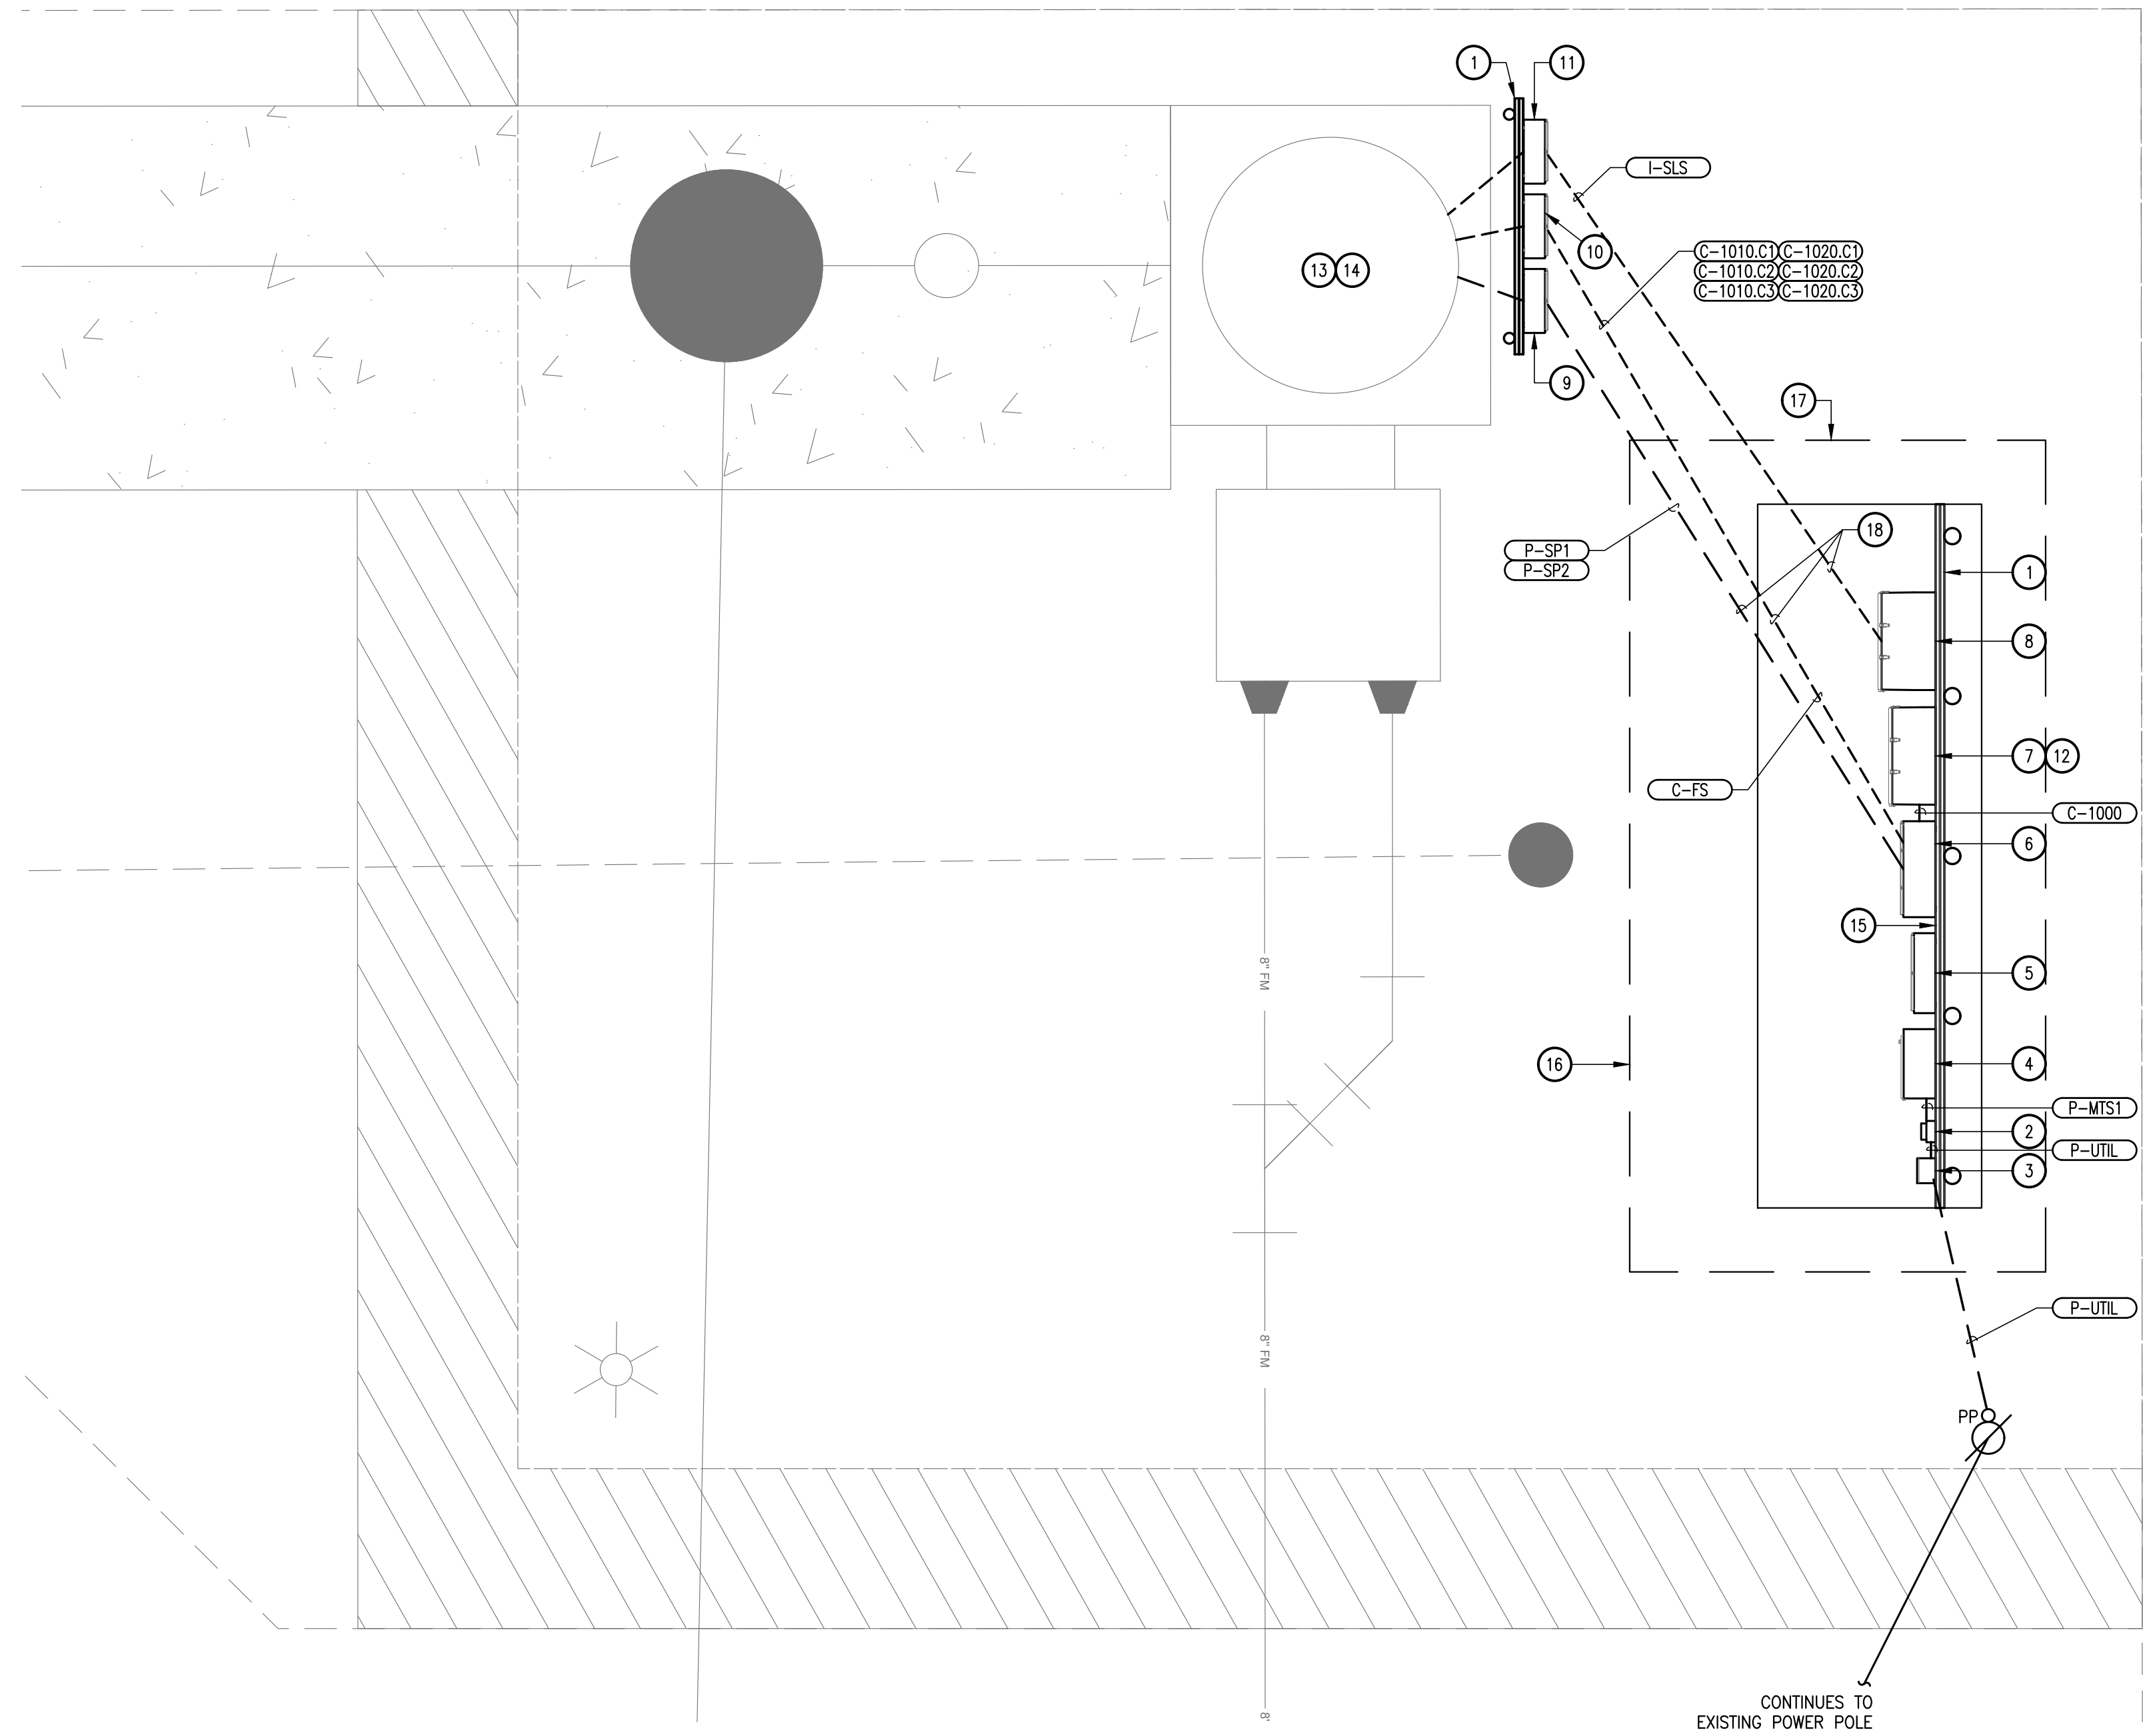 1
11
I-SLS
10
C-1010.C1 C-1020.C1
C-1010.C2 C-1020.C2
C-1010.C3 C-1020.C3
13 14
9
17
18
P-SP1
P-SP2
1
8
7 12
C-FS
C-1000
6
15
5
8" FM
16
4
P-MTS1
2
P-UTIL
3
P-UTIL
8" FM
PP
CONTINUES TO
EXISTING POWER POLE
8'